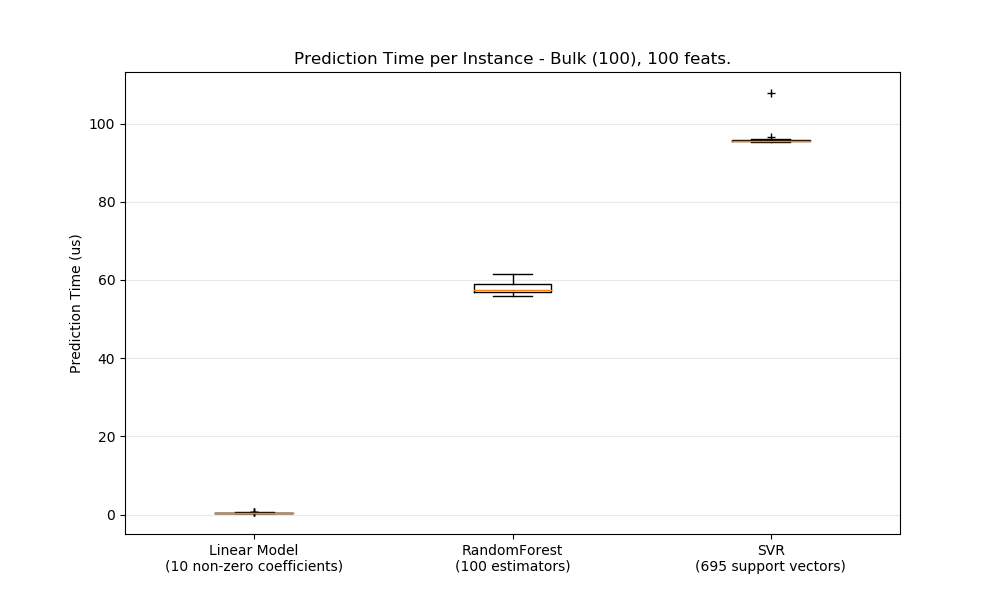 Prediction Time per Instance - Bulk (100), 100 feats.
Prediction Time (us)
100
80
60
40
20
0
Linear Model
(10 non-zero coefficients)
RandomForest
(100 estimators)
SVR
(695 support vectors)